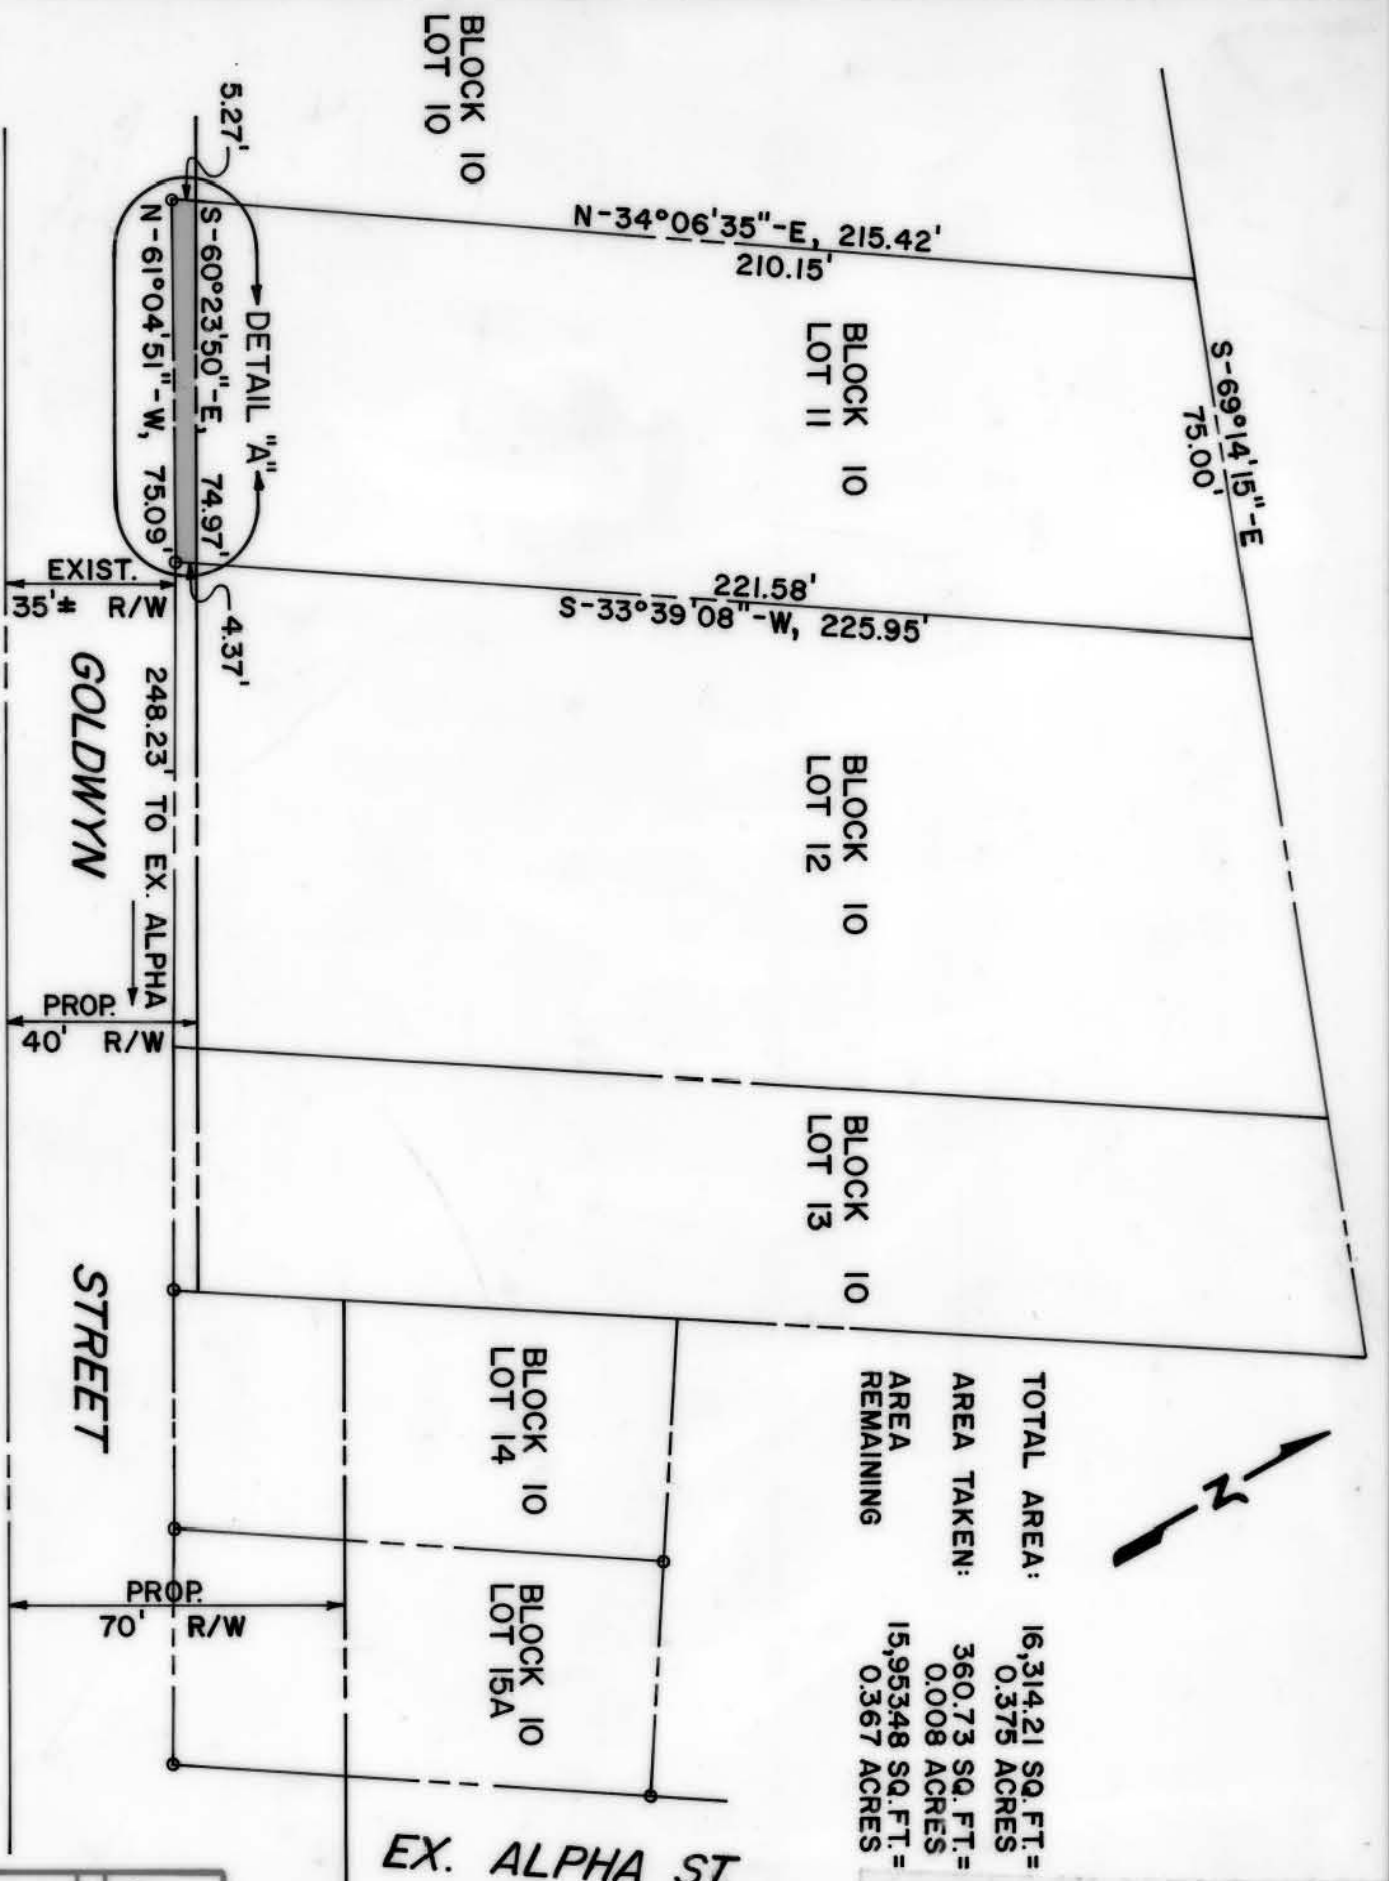 BLOCK 10
LOT 10
5.27'
N-34°06'35"-E, 215.42'
210.15'
S-69°14'15"-E
75.00'
BLOCK 10
LOT 11
DETAIL "A"
S-60°23'50"-E, 74.97'
N-61°04'51"-W, 75.09'
221.58'
S-33°39'08"-W, 225.95'
4.37'
EXIST.
35'± R/W
248.23' TO EX. ALPHA
GOLDWYN STREET
BLOCK 10
LOT 12
PROP.
40' R/W
BLOCK 10
LOT 13
BLOCK 10
LOT 14
BLOCK 10
LOT 15A
PROP.
70' R/W
N
TOTAL AREA: 16,314.21 SQ.FT.=
0.375 ACRES
AREA TAKEN: 360.73 SQ.FT.=
0.008 ACRES
AREA REMAINING 15,953.48 SQ.FT.=
0.367 ACRES
EX. ALPHA ST